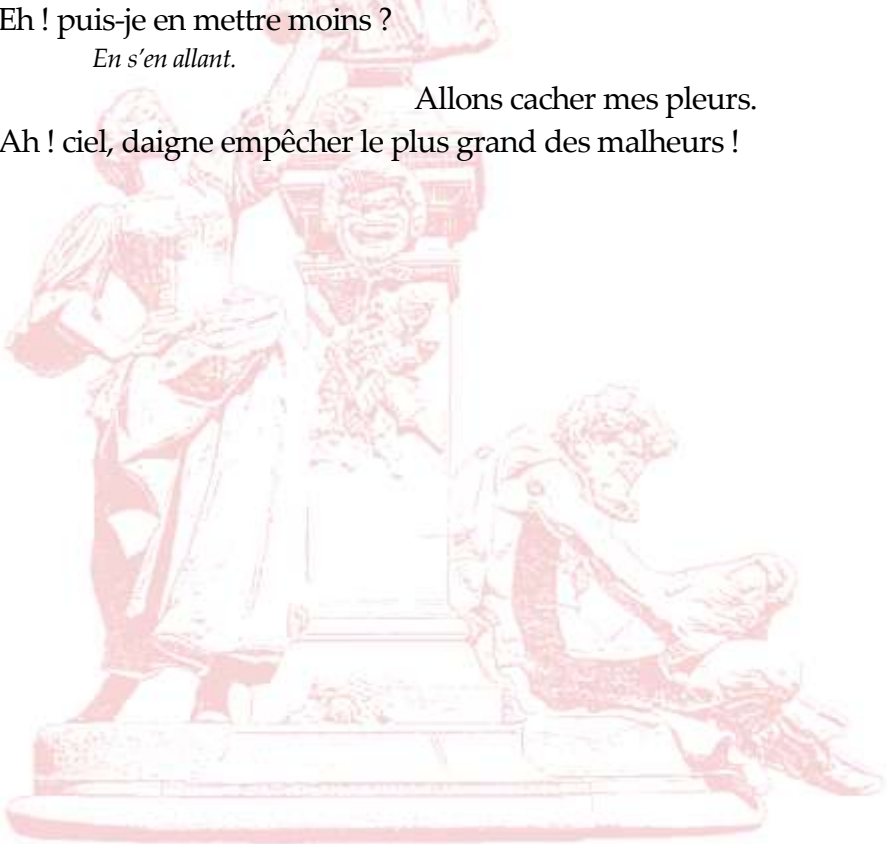 Eh ! puis-je en mettre moins ?
En s’en allant.
Allons cacher mes pleurs.
Ah ! ciel, daigne empêcher le plus grand des malheurs !